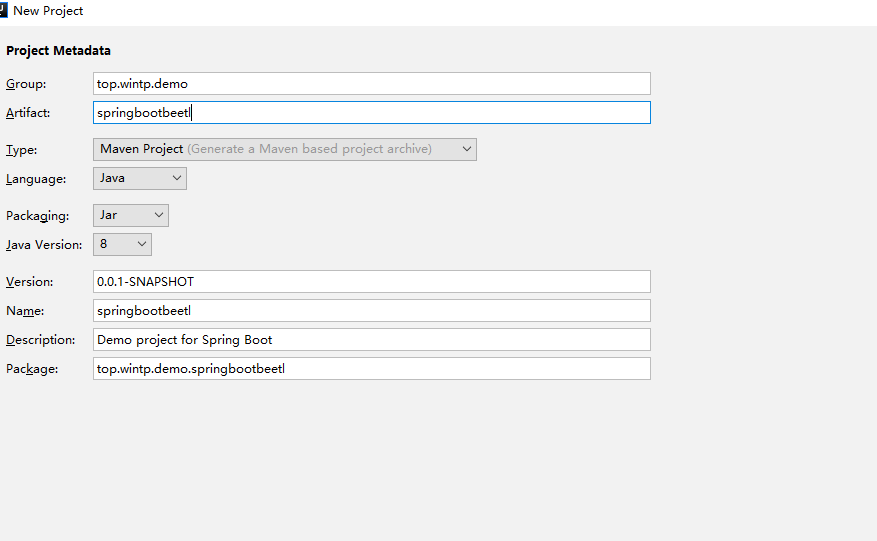 New Project
Project Metadata
Group: top.wintp.demo
Artifact: springbootbeetl
Type: Maven Project (Generate a Maven based project archive)
Language: Java
Packaging: Jar
Java Version: 8
Version: 0.0.1-SNAPSHOT
Name: springbootbeetl
Description: Demo project for Spring Boot
Package: top.wintp.demo.springbootbeetl